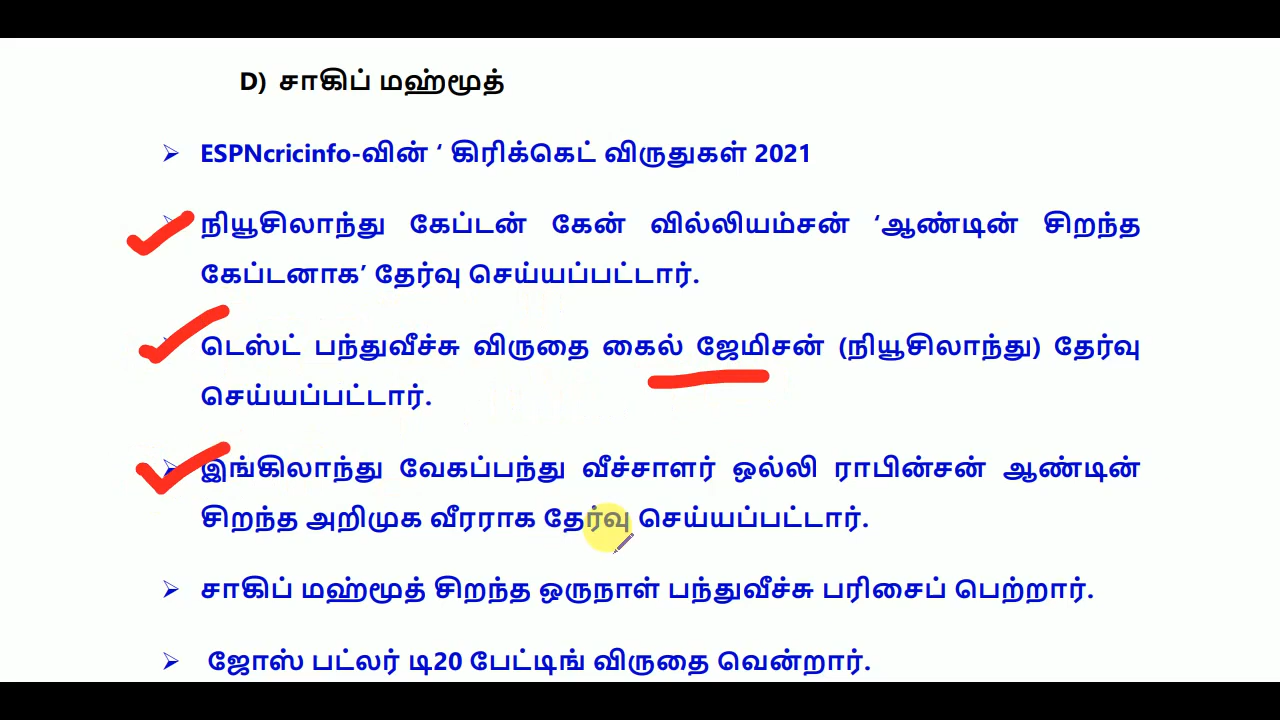 D) சாகிப் மஹ்மூத்
ESPNcricinfo-வின் ‘ கிரிக்கெட் விருதுகள் 2021
நியூசிலாந்து கேப்டன் கேன் வில்லியம்சன் ‘ஆண்டின் சிறந்த
கேப்டனாக’ தேர்வு செய்யப்பட்டார்.
டெஸ்ட் பந்துவீச்சு விருதை கைல் ஜேமிசன் (நியூசிலாந்து) தேர்வு
செய்யப்பட்டார்.
இங்கிலாந்து வேகப்பந்து வீச்சாளர் ஒல்லி ராபின்சன் ஆண்டின்
சிறந்த அறிமுக வீரராக தேர்வு செய்யப்பட்டார்.
சாகிப் மஹ்மூத் சிறந்த ஒருநாள் பந்துவீச்சு பரிசைப் பெற்றார்.
ஜோஸ் பட்லர் டி20 பேட்டிங் விருதை வென்றார்.